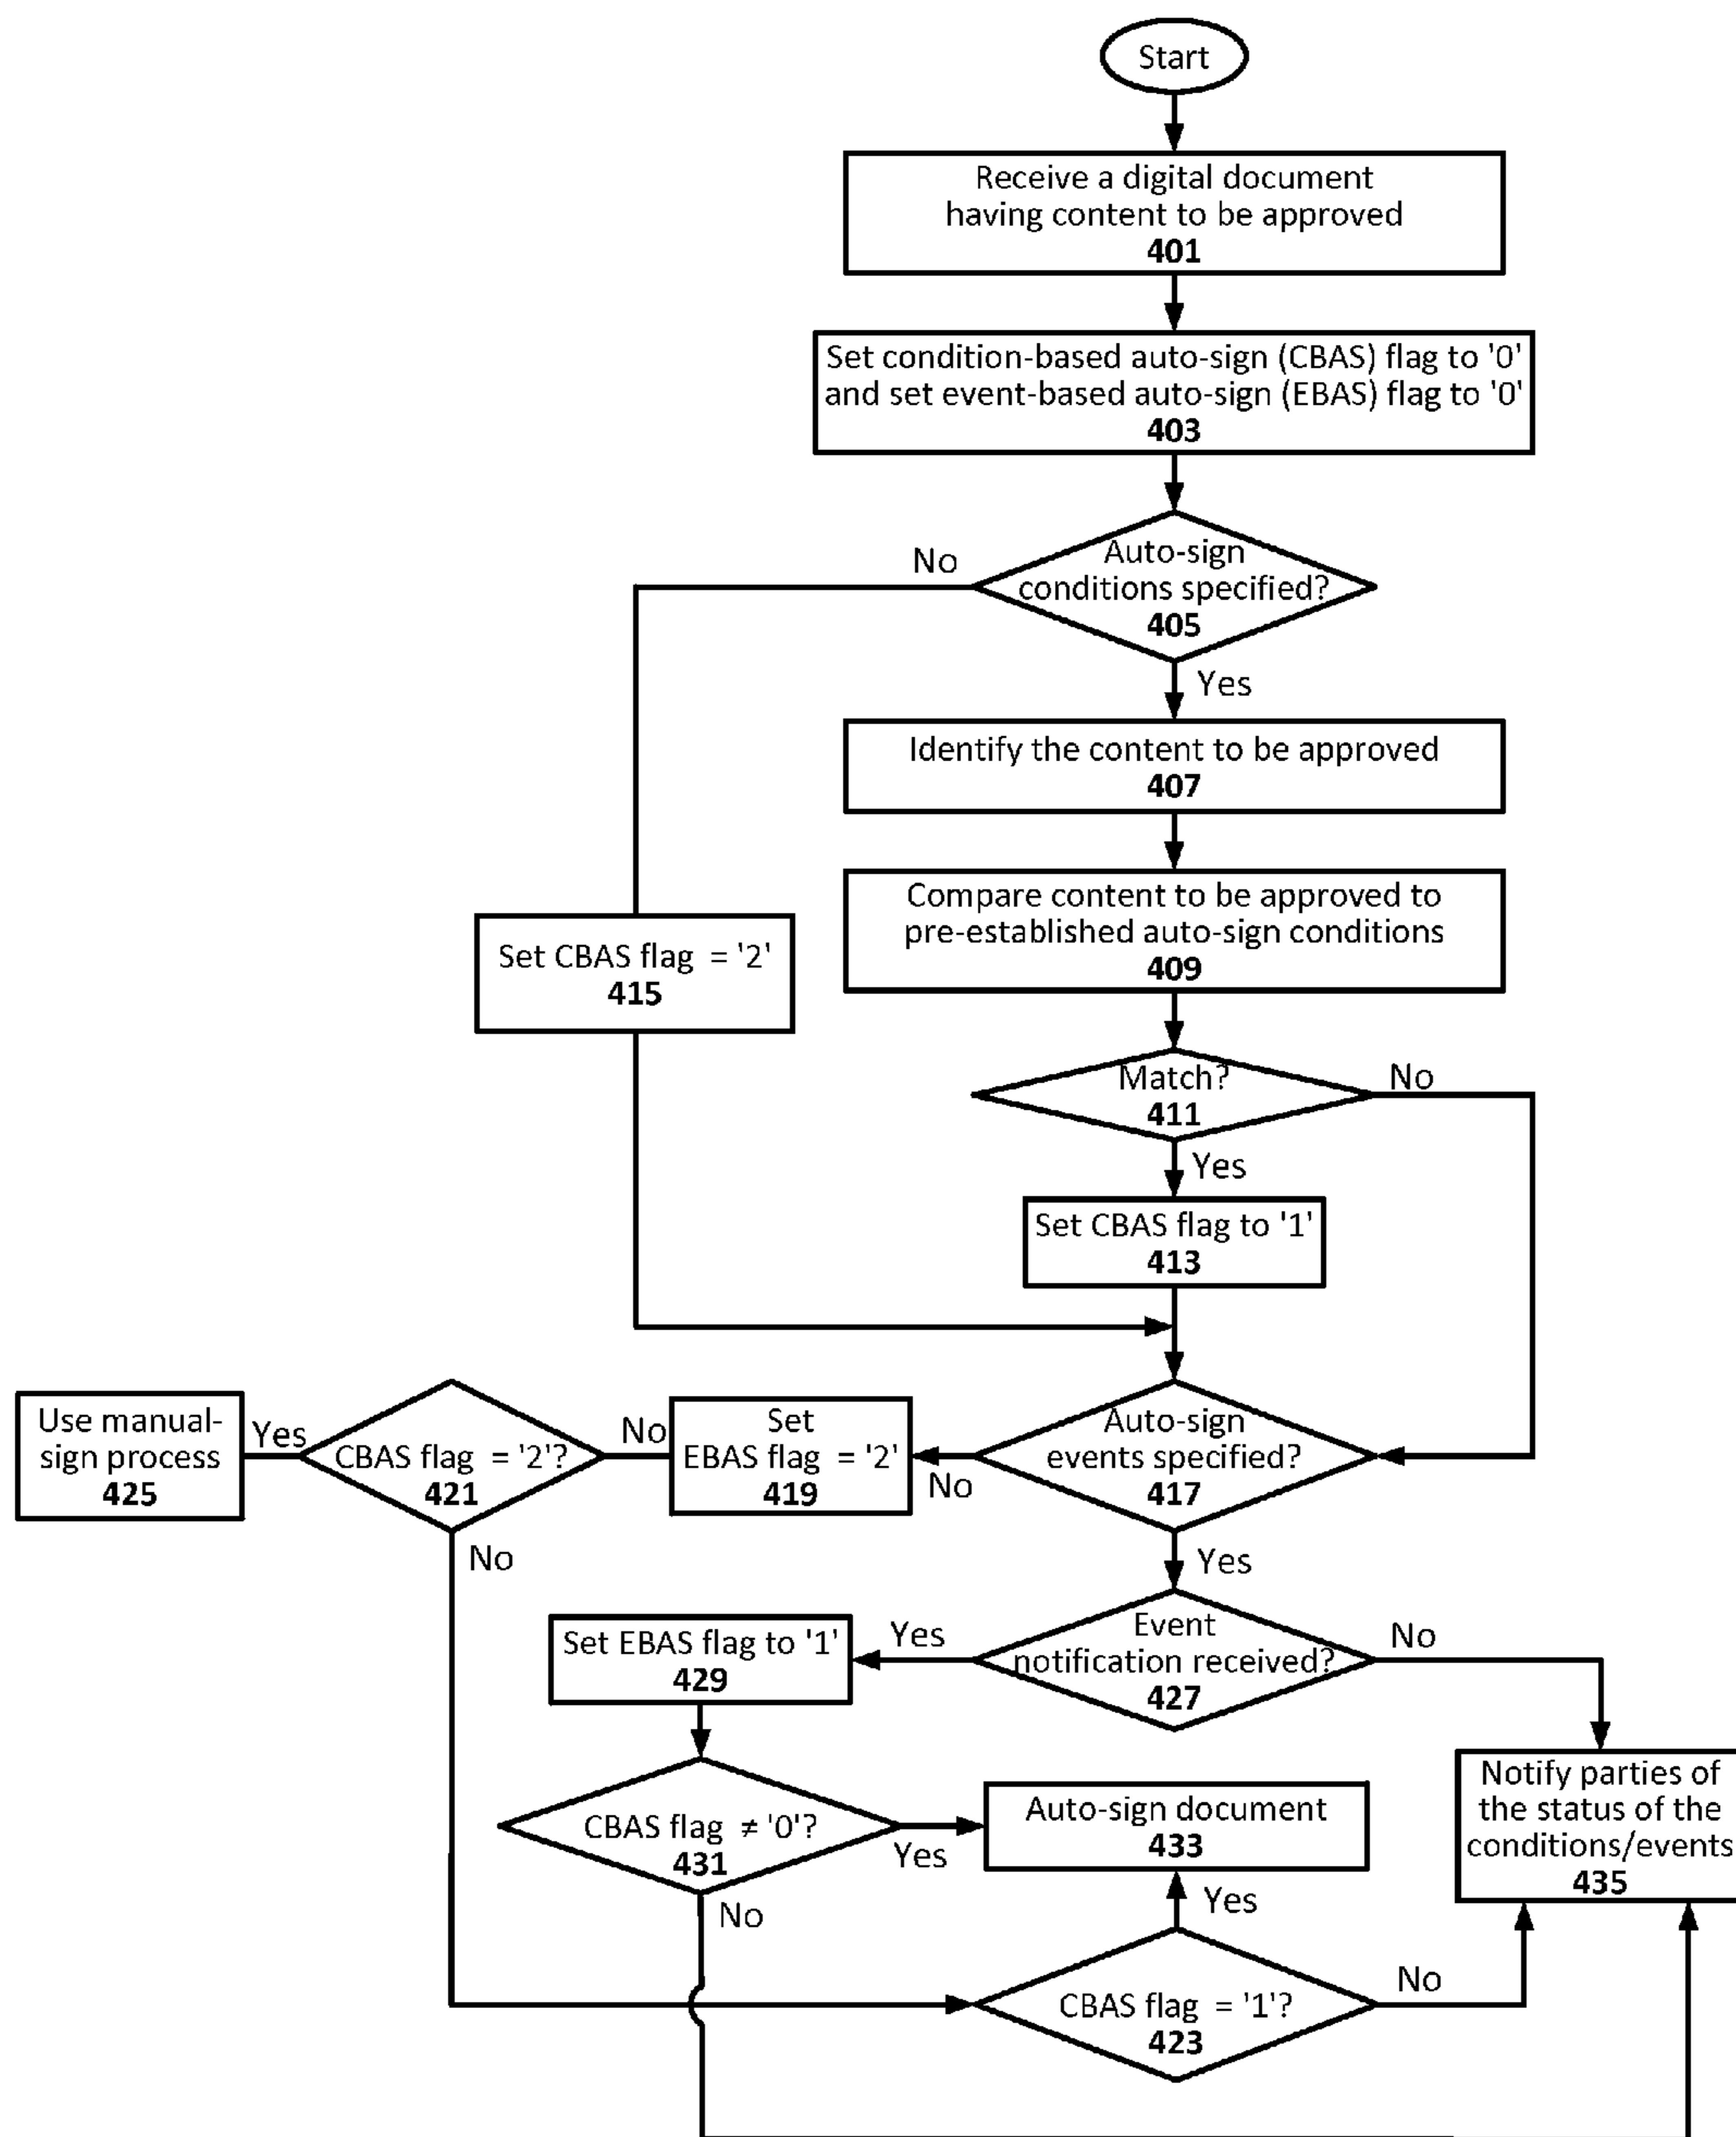 Start
Receive a digital document
having content to be approved
401
Set condition-based auto-sign (CBAS) flag to '0'
and set event-based auto-sign (EBAS) flag to '0'
403
No
Auto-sign
conditions specified?
405
Yes
Identify the content to be approved
407
Compare content to be approved to
pre-established auto-sign conditions
409
Set CBAS flag = '2'
415
Match?
411
No
Yes
Set CBAS flag to '1'
413
Use manual-
sign process
425
Yes
CBAS flag = '2'?
421
No
Set
EBAS flag = '2'
419
No
Auto-sign
events specified?
417
No
Yes
Set EBAS flag to '1'
429
Yes
Event
notification received?
427
No
CBAS flag ≠ '0'?
431
Yes
No
Auto-sign document
433
Notify parties of
the status of the
conditions/events
435
Yes
CBAS flag = '1'?
423
No